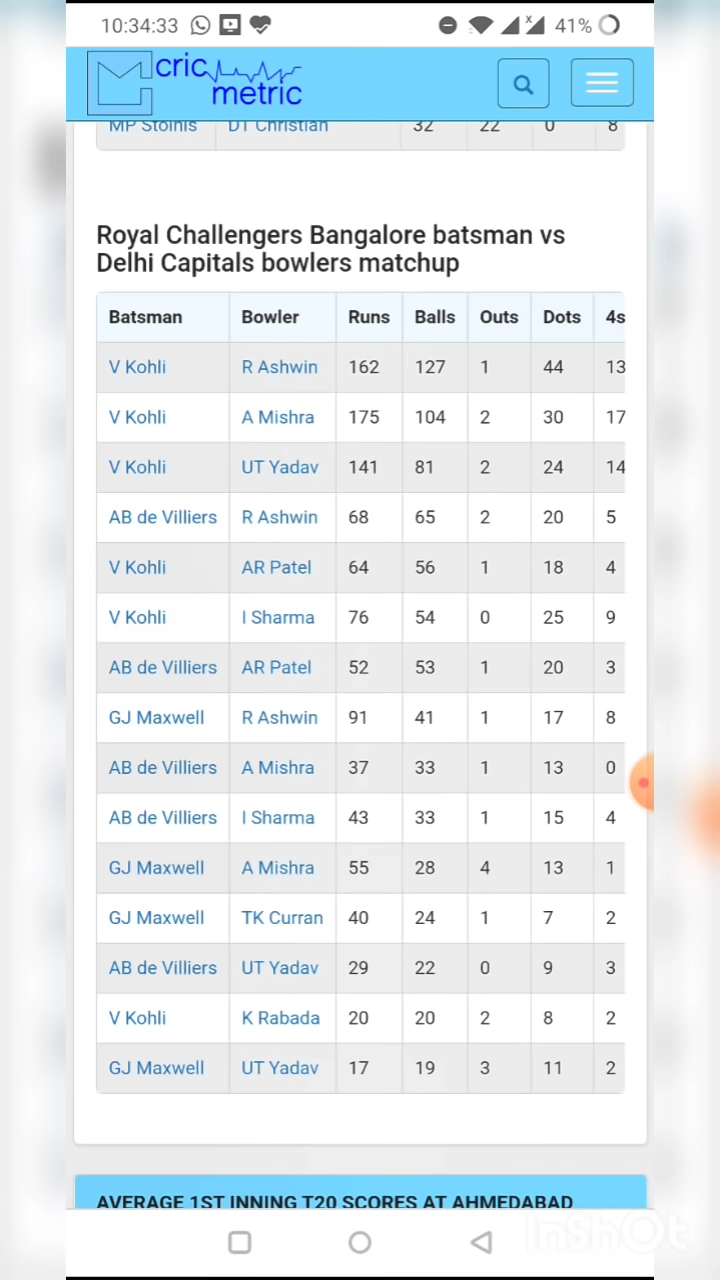 10:34:33 41%
cric
metric
MP Stoinis DT Christian 32 22 0 8
Royal Challengers Bangalore batsman vs
Delhi Capitals bowlers matchup
Batsman Bowler Runs Balls Outs Dots 4s
V Kohli R Ashwin 162 127 1 44 13
V Kohli A Mishra 175 104 2 30 17
V Kohli UT Yadav 141 81 2 24 14
AB de Villiers R Ashwin 68 65 2 20 5
V Kohli AR Patel 64 56 1 18 4
V Kohli I Sharma 76 54 0 25 9
AB de Villiers AR Patel 52 53 1 20 3
GJ Maxwell R Ashwin 91 41 1 17 8
AB de Villiers A Mishra 37 33 1 13 0
AB de Villiers I Sharma 43 33 1 15 4
GJ Maxwell A Mishra 55 28 4 13 1
GJ Maxwell TK Curran 40 24 1 7 2
AB de Villiers UT Yadav 29 22 0 9 3
V Kohli K Rabada 20 20 2 8 2
GJ Maxwell UT Yadav 17 19 3 11 2
AVERAGE 1ST INNING T20 SCORES AT AHMEDABAD
InShOt